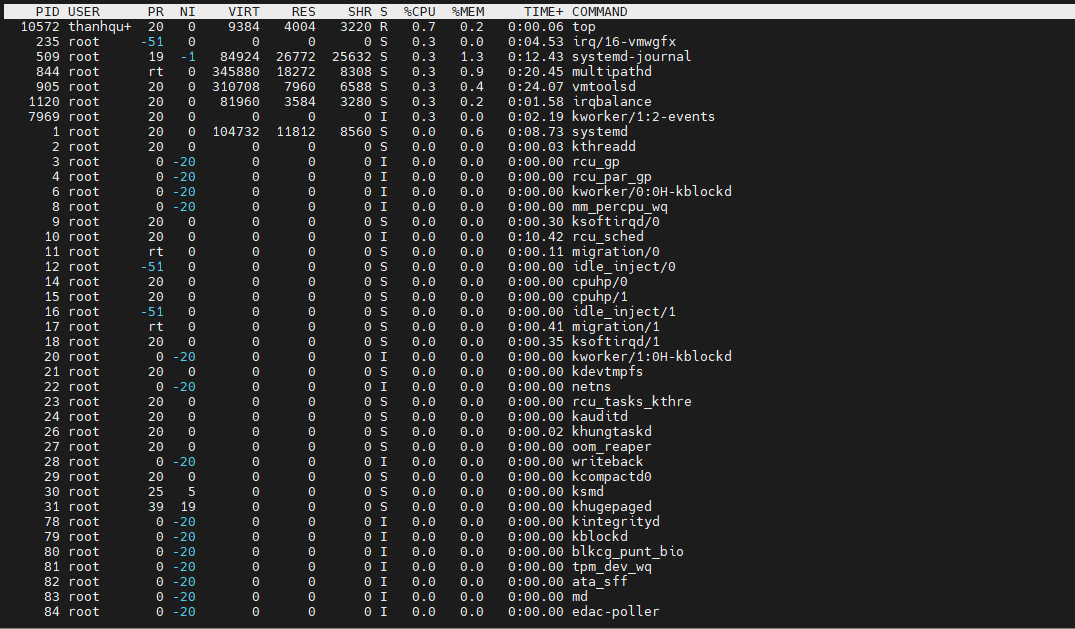 PID USER PR NI VIRT RES SHR S %CPU %MEM TIME+ COMMAND
10572 thanhqu+ 20 0 9384 4004 3220 R 0.7 0.2 0:00.06 top
235 root -51 0 0 0 0 S 0.3 0.0 0:04.53 irq/16-vmwgfx
509 root 19 -1 84924 26772 25632 S 0.3 1.3 0:12.43 systemd-journal
844 root rt 0 345880 18272 8308 S 0.3 0.9 0:20.45 multipathd
905 root 20 0 310708 7960 6588 S 0.3 0.4 0:24.07 vmtoolsd
1120 root 20 0 81960 3584 3280 S 0.3 0.2 0:01.58 irqbalance
7969 root 20 0 0 0 0 I 0.3 0.0 0:02.19 kworker/1:2-events
1 root 20 0 104732 11812 8560 S 0.0 0.6 0:08.73 systemd
2 root 20 0 0 0 0 S 0.0 0.0 0:00.03 kthreadd
3 root 0 -20 0 0 0 I 0.0 0.0 0:00.00 rcu_gp
4 root 0 -20 0 0 0 I 0.0 0.0 0:00.00 rcu_par_gp
6 root 0 -20 0 0 0 I 0.0 0.0 0:00.00 kworker/0:0H-kblockd
8 root 0 -20 0 0 0 I 0.0 0.0 0:00.00 mm_percpu_wq
9 root 20 0 0 0 0 S 0.0 0.0 0:00.30 ksoftirqd/0
10 root 20 0 0 0 0 I 0.0 0.0 0:10.42 rcu_sched
11 root rt 0 0 0 0 S 0.0 0.0 0:00.11 migration/0
12 root -51 0 0 0 0 S 0.0 0.0 0:00.00 idle_inject/0
14 root 20 0 0 0 0 S 0.0 0.0 0:00.00 cpuhp/0
15 root 20 0 0 0 0 S 0.0 0.0 0:00.00 cpuhp/1
16 root -51 0 0 0 0 S 0.0 0.0 0:00.00 idle_inject/1
17 root rt 0 0 0 0 S 0.0 0.0 0:00.41 migration/1
18 root 20 0 0 0 0 S 0.0 0.0 0:00.35 ksoftirqd/1
20 root 0 -20 0 0 0 I 0.0 0.0 0:00.00 kworker/1:0H-kblockd
21 root 20 0 0 0 0 S 0.0 0.0 0:00.00 kdevtmpfs
22 root 0 -20 0 0 0 I 0.0 0.0 0:00.00 netns
23 root 20 0 0 0 0 S 0.0 0.0 0:00.00 rcu_tasks_kthre
24 root 20 0 0 0 0 S 0.0 0.0 0:00.00 kauditd
26 root 20 0 0 0 0 S 0.0 0.0 0:00.02 khungtaskd
27 root 20 0 0 0 0 S 0.0 0.0 0:00.00 oom_reaper
28 root 0 -20 0 0 0 I 0.0 0.0 0:00.00 writeback
29 root 20 0 0 0 0 S 0.0 0.0 0:00.00 kcompactd0
30 root 25 5 0 0 0 S 0.0 0.0 0:00.00 ksmd
31 root 39 19 0 0 0 S 0.0 0.0 0:00.00 khugepaged
78 root 0 -20 0 0 0 I 0.0 0.0 0:00.00 kintegrityd
79 root 0 -20 0 0 0 I 0.0 0.0 0:00.00 kblockd
80 root 0 -20 0 0 0 I 0.0 0.0 0:00.00 blkcg_punt_bio
81 root 0 -20 0 0 0 I 0.0 0.0 0:00.00 tpm_dev_wq
82 root 0 -20 0 0 0 I 0.0 0.0 0:00.00 ata_sff
83 root 0 -20 0 0 0 I 0.0 0.0 0:00.00 md
84 root 0 -20 0 0 0 I 0.0 0.0 0:00.00 edac-poller